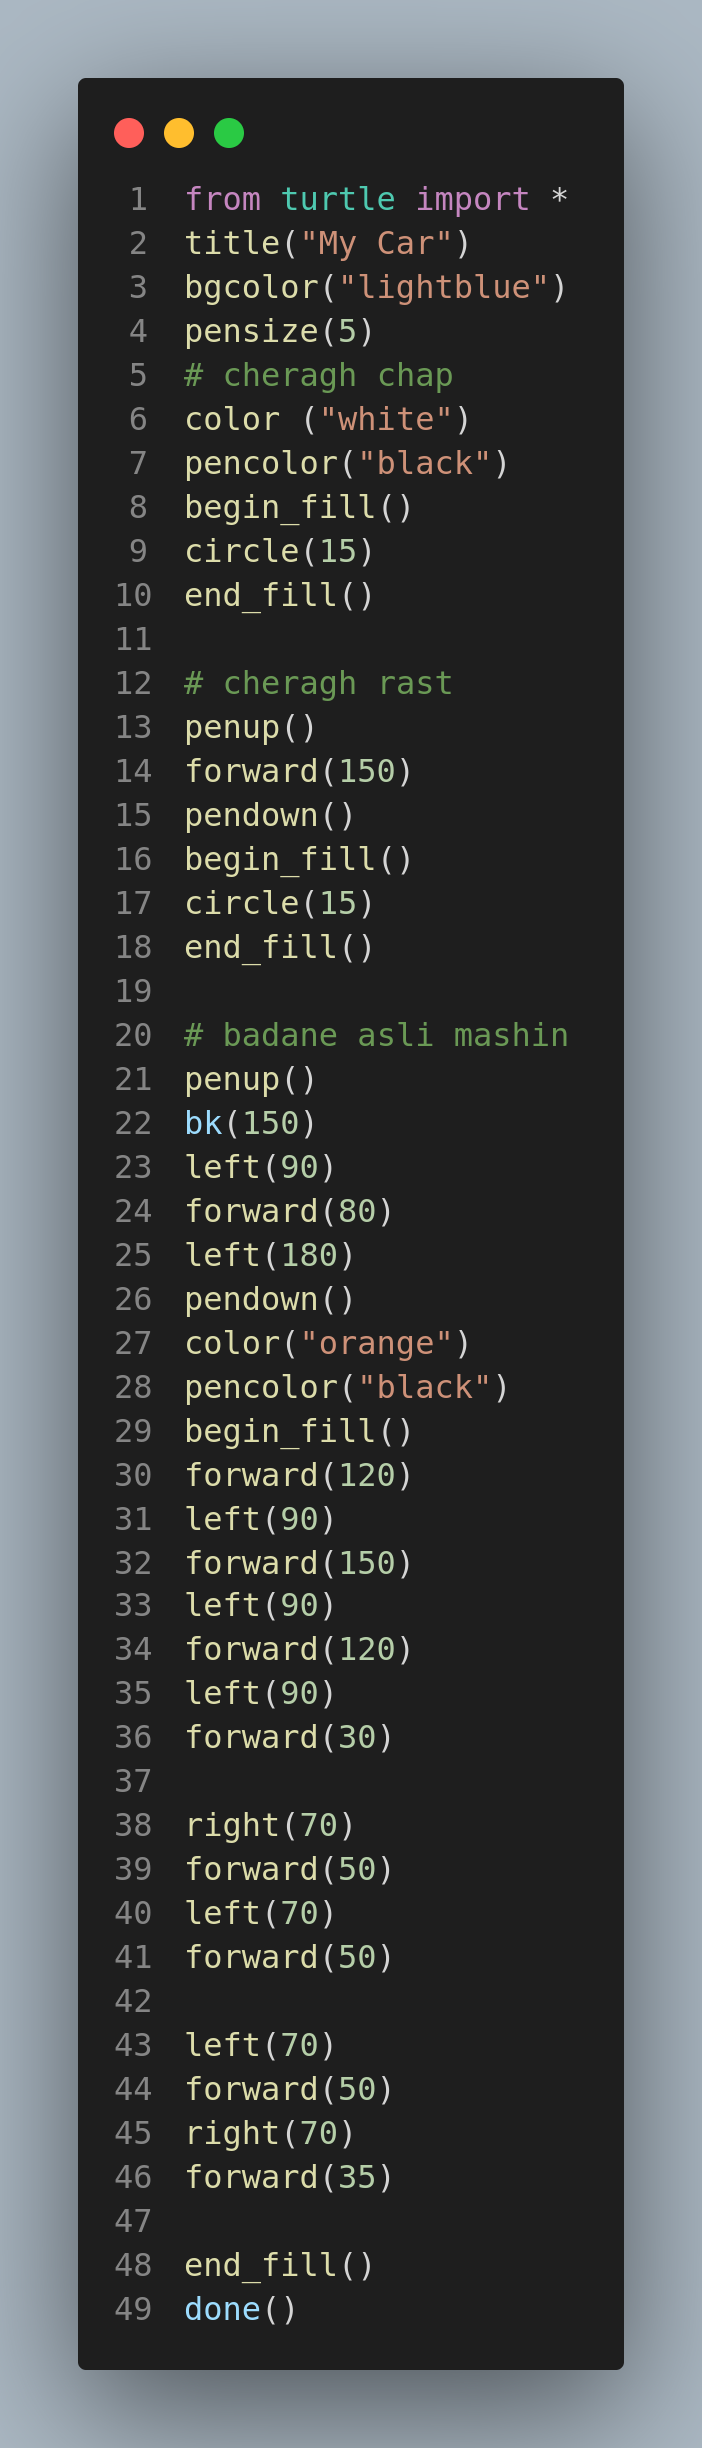 1 from turtle import *
2 title("My Car")
3 bgcolor("lightblue")
4 pensize(5)
5 # cheragh chap
6 color ("white")
7 pencolor("black")
8 begin_fill()
9 circle(15)
10 end_fill()
11
12 # cheragh rast
13 penup()
14 forward(150)
15 pendown()
16 begin_fill()
17 circle(15)
18 end_fill()
19
20 # badane asli mashin
21 penup()
22 bk(150)
23 left(90)
24 forward(80)
25 left(180)
26 pendown()
27 color("orange")
28 pencolor("black")
29 begin_fill()
30 forward(120)
31 left(90)
32 forward(150)
33 left(90)
34 forward(120)
35 left(90)
36 forward(30)
37
38 right(70)
39 forward(50)
40 left(70)
41 forward(50)
42
43 left(70)
44 forward(50)
45 right(70)
46 forward(35)
47
48 end_fill()
49 done()